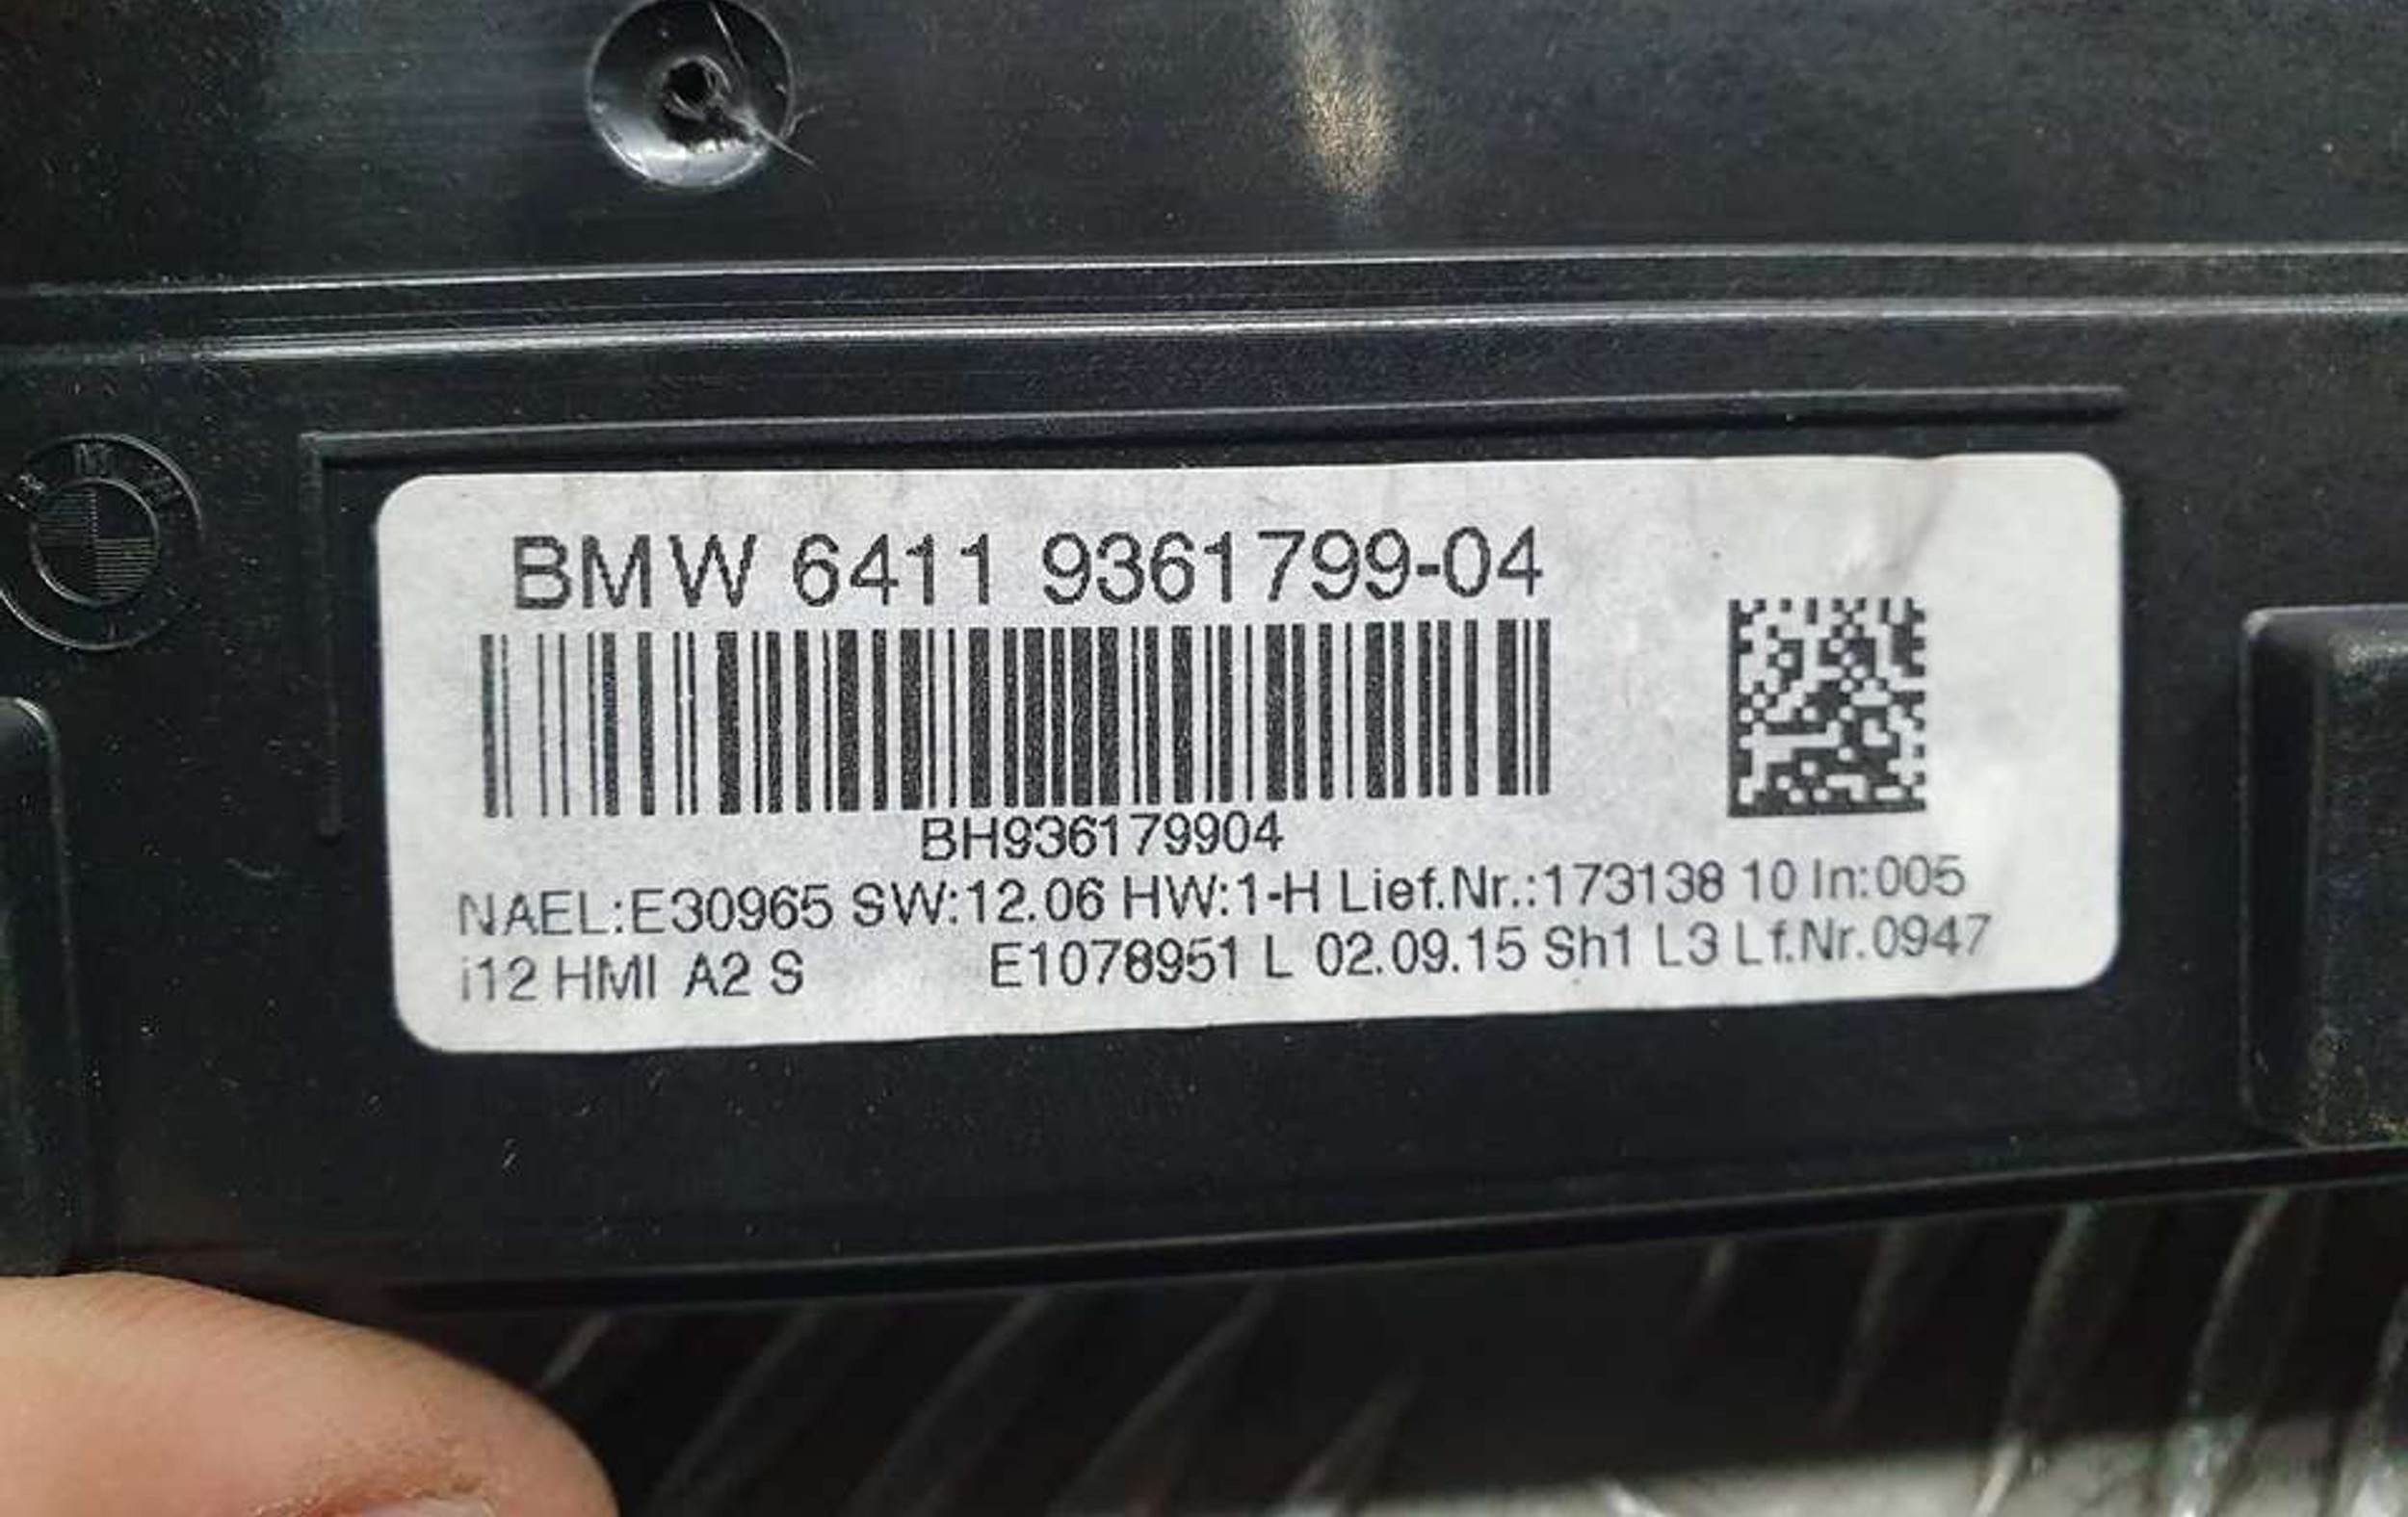 BMW 6411 9361799-04
BH936179904
NAEL:E30965 SW:12.06 HW:1-H Lief.Nr.:173138 10 In:005
i12 HMI A2 S E1078951 L 02.09.15 Sh1 L3 Lf.Nr.0947
BMW